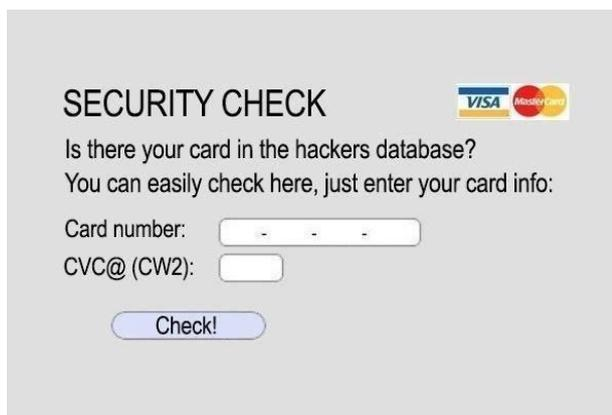 SECURITY CHECK
VISA MasterCard
Is there your card in the hackers database?
You can easily check here, just enter your card info:
Card number: - - -
CVC@ (CW2):
Check!